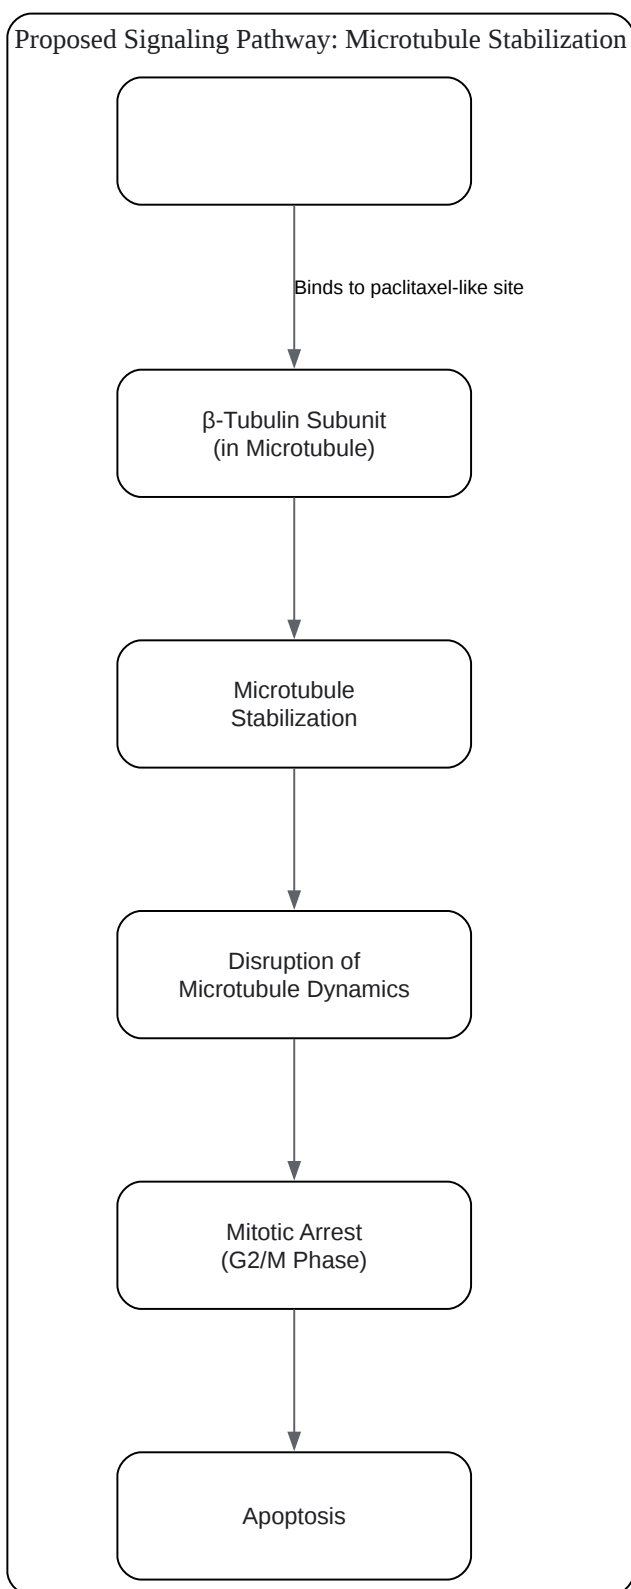 Proposed Signaling Pathway: Microtubule Stabilization
Binds to paclitaxel-like site
β-Tubulin Subunit
(in Microtubule)
Microtubule
Stabilization
Disruption of
Microtubule Dynamics
Mitotic Arrest
(G2/M Phase)
Apoptosis